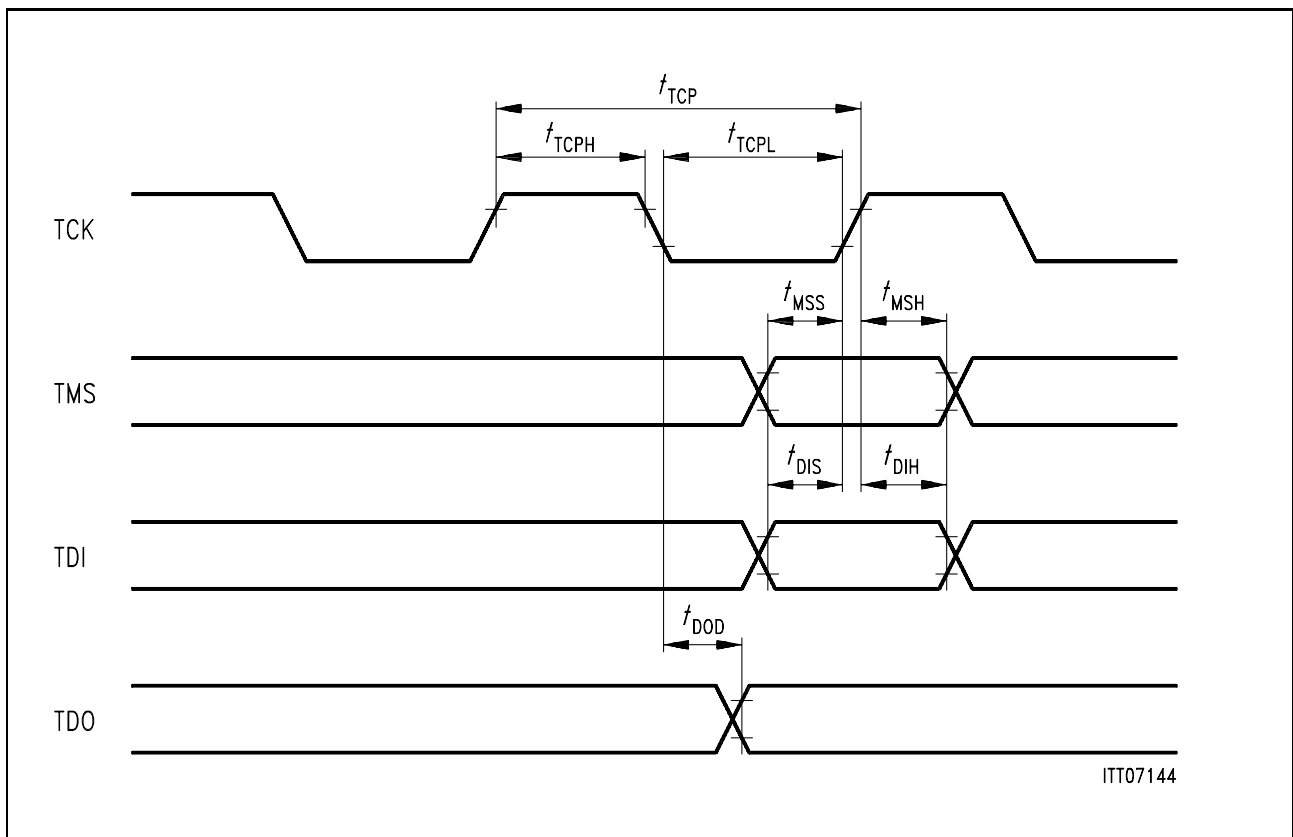 tTCP
tTCPH tTCPL
TCK
tMSS tMSH
TMS
tDIS tDIH
TDI
tDOD
TDO
ITT07144